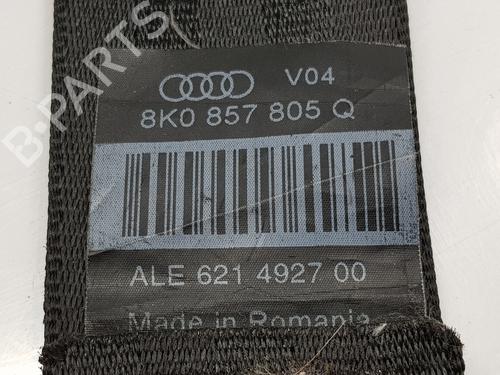 V04
8K0 857 805 Q
ALE 621 4927 00
Made in Romania
B-PARTS